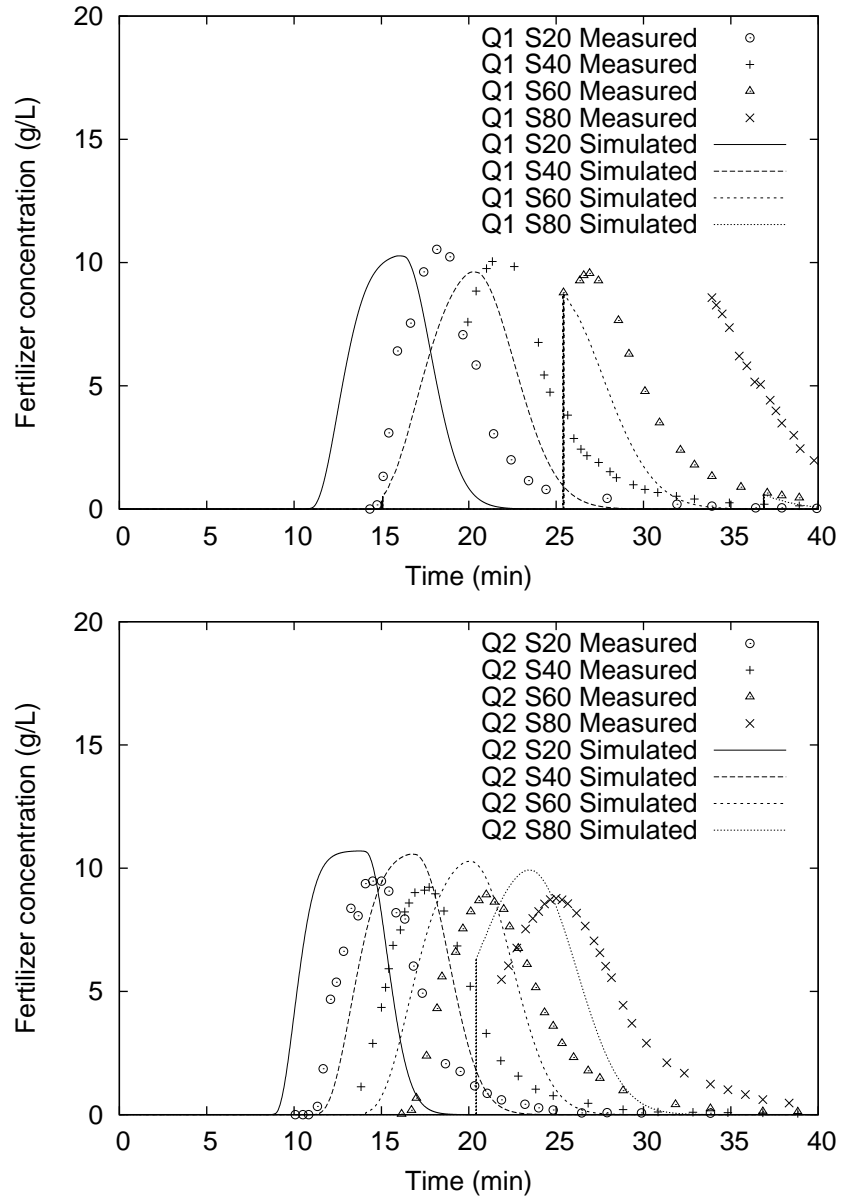 20
15
10
5
0
Fertilizer concentration (g/L)
Q1 S20 Measured
Q1 S40 Measured
Q1 S60 Measured
Q1 S80 Measured
Q1 S20 Simulated
Q1 S40 Simulated
Q1 S60 Simulated
Q1 S80 Simulated
0 5 10 15 20 25 30 35 40
Time (min)
20
15
10
5
0
Fertilizer concentration (g/L)
Q2 S20 Measured
Q2 S40 Measured
Q2 S60 Measured
Q2 S80 Measured
Q2 S20 Simulated
Q2 S40 Simulated
Q2 S60 Simulated
Q2 S80 Simulated
0 5 10 15 20 25 30 35 40
Time (min)